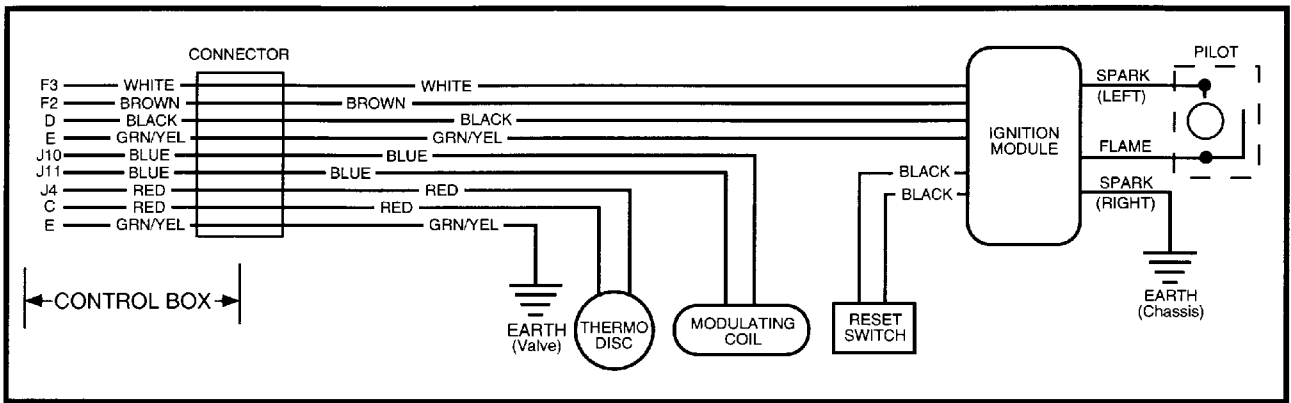 CONNECTOR
PILOT
F3 WHITE WHITE
F2 BROWN BROWN
D BLACK BLACK
E GRN/YEL GRN/YEL
J10 BLUE BLUE
J11 BLUE BLUE
J4 RED RED
C RED RED
E GRN/YEL GRN/YEL
CONTROL BOX
EARTH
(Valve)
THERMO
DISC
MODULATING
COIL
BLACK
BLACK
RESET
SWITCH
IGNITION
MODULE
SPARK
(LEFT)
FLAME
SPARK
(RIGHT)
EARTH
(Chassis)